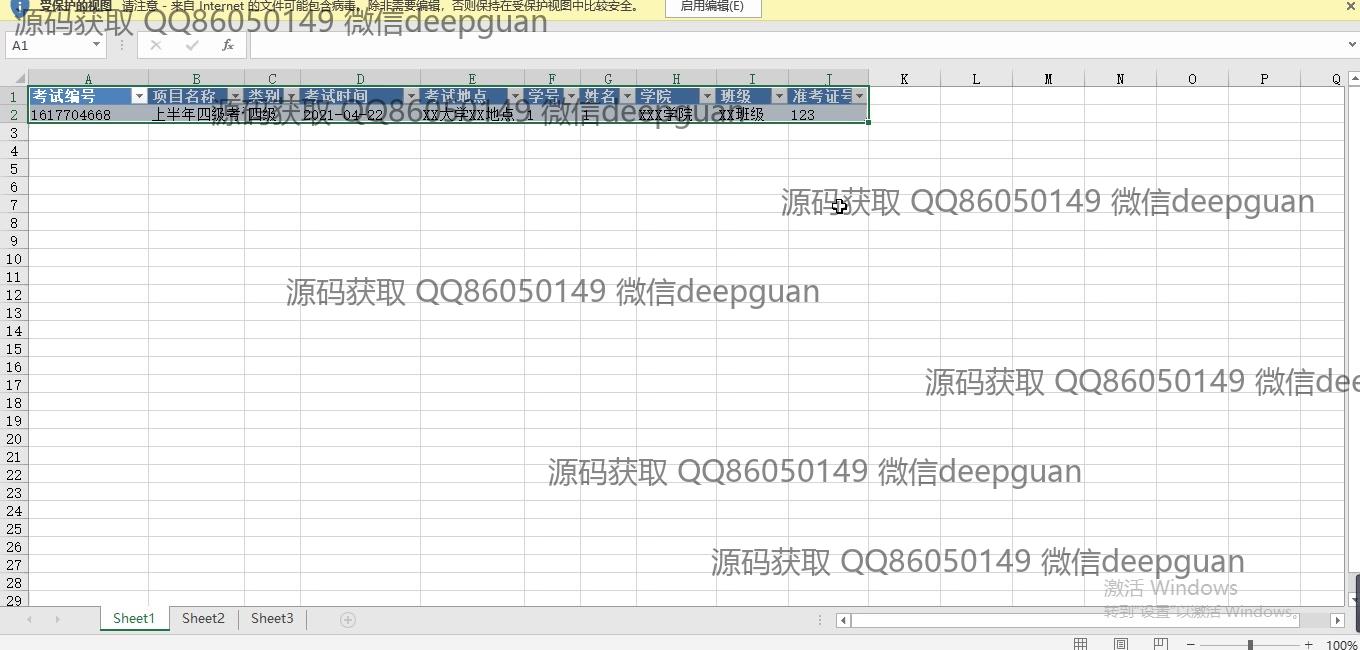 受保护的视图 请注意 - 来自 Internet 的文件可能包含病毒。除非需要编辑，否则保持在受保护视图中比较安全。 启用编辑(E)
源码获取 QQ86050149 微信deepguan
A1 fx
A B C D E F G H I J K L M N O P Q
1 考试编号 项目名称 类别 考试时间 考试地点 学号 姓名 学院 班级 准考证号
源码获取 QQ86050149 微信deepguan
2 1617704668 上半年四级考 四级 2021-04-22 XX大学XX地点 1 1 XXX学院 XX班级 123
3
4
5
6
源码获取 QQ86050149 微信deepguan
7
8
9
10
11
源码获取 QQ86050149 微信deepguan
12
13
14
15
16
源码获取 QQ86050149 微信dee
17
18
19
20
21
源码获取 QQ86050149 微信deepguan
22
23
24
25
26
源码获取 QQ86050149 微信deepguan
27
28
激活 Windows
29
转到"设置"以激活 Windows。
Sheet1 Sheet2 Sheet3
100%